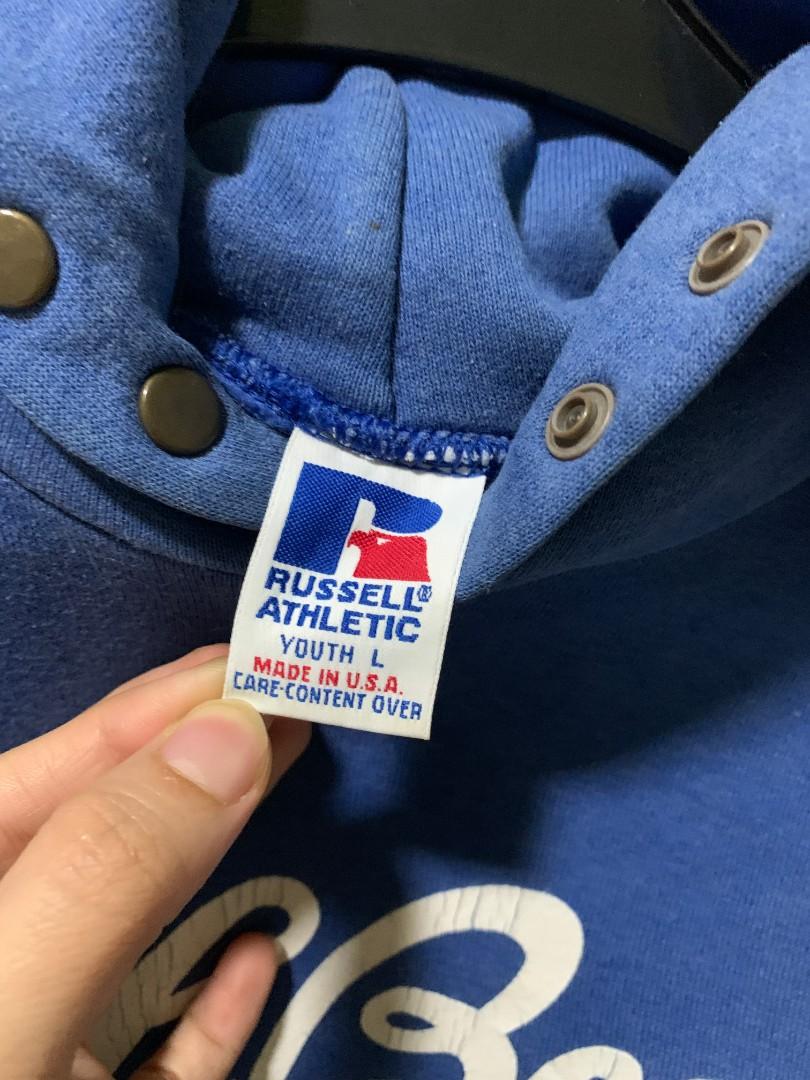 RUSSELL®
ATHLETIC
YOUTH L
MADE IN U.S.A.
CARE-CONTENT OVER